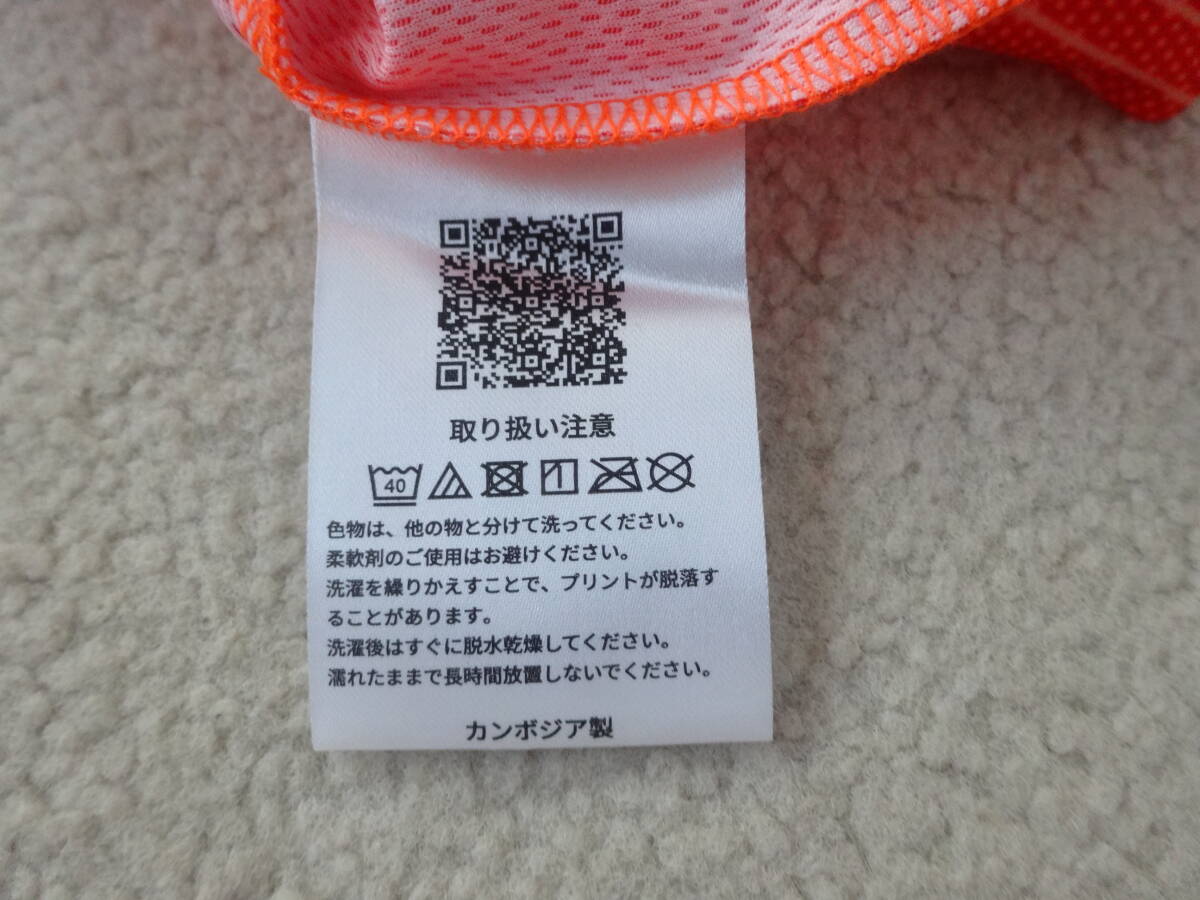 取り扱い注意
40
色物は、他の物と分けて洗ってください。
柔軟剤のご使用はお避けください。
洗濯を繰りかえすことで、プリントが脱落す
ることがあります。
洗濯後はすぐに脱水乾燥してください。
濡れたままで長時間放置しないでください。
カンボジア製